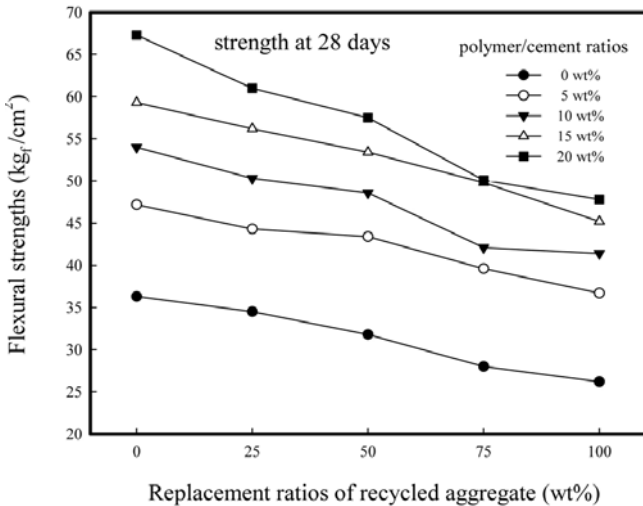 strength at 28 days
polymer/cement ratios
0 wt%
5 wt%
10 wt%
15 wt%
20 wt%
Flexural strengths (kgf /cm²)
70
65
60
55
50
45
40
35
30
25
20
0 25 50 75 100
Replacement ratios of recycled aggregate (wt%)